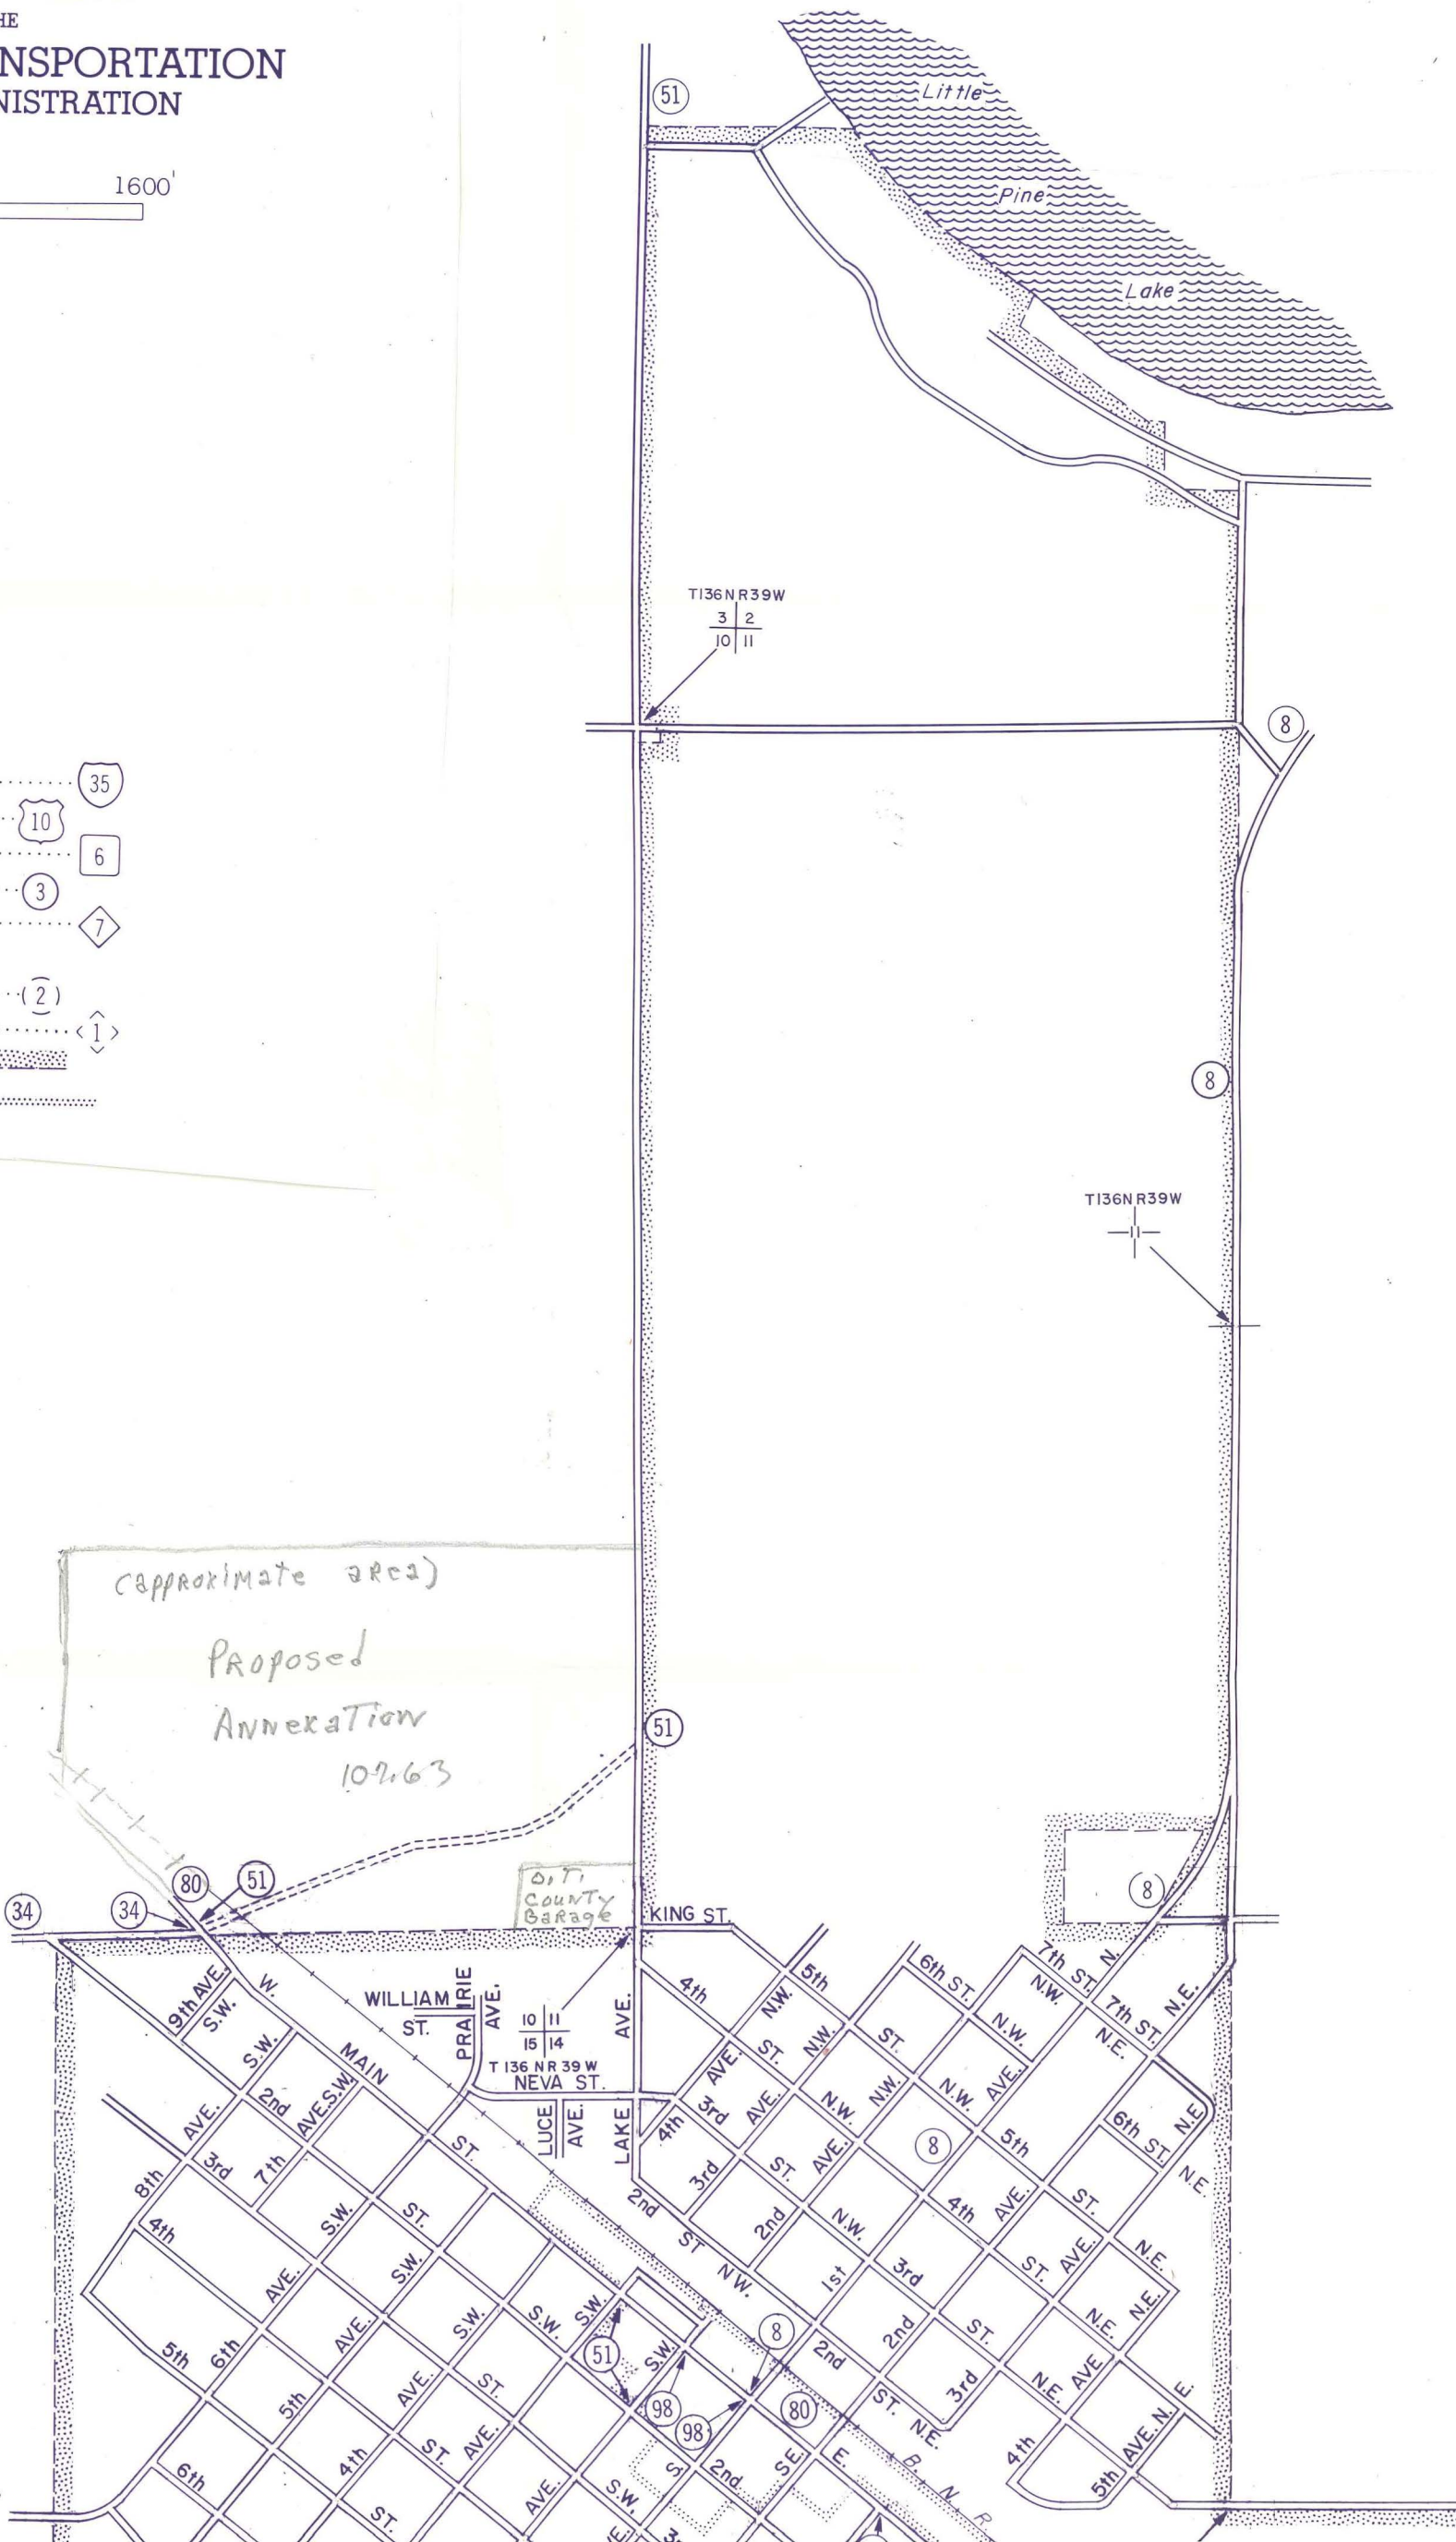 HE
NSPORTATION
NISTRATION
1600'
51
Little
Pine
Lake
T136N R39W
3 2
10 11
8
35
10
6
3
7
(2)
<1>
8
T136N R39W
11
(approximate area)
Proposed
Annexation
107.63
51
80
51
34
34
O.T.
County
Garage
KING ST.
8
9th AVE.
S.W.
W.
MAIN
ST.
WILLIAM
ST.
PRAIRIE
AVE.
10 11
15 14
T 136 N R 39 W
NEVA ST.
LUCE
AVE.
LAKE
AVE.
4th
ST.
N.W.
5th
N.W.
ST.
N.W.
6th ST.
N.W.
7th ST.
N.W.
N.
7th ST.
N.E.
N.E.
AVE.
3rd
ST.
N.W.
AVE.
N.W.
N.W.
AVE.
5th
ST.
N.E.
6th ST.
N.E.
N.E.
8
4th
3rd
2nd
1st
AVE.
4th
ST.
N.E.
AVE.
N.E.
AVE.
2nd
ST
N.W.
3rd
ST.
N.E.
2nd
3rd
AVE
N.E.
4th
5th
AVE. N.E.
2nd
ST.
N.E.
S.W.
2nd
AVE. S.W.
7th
AVE.
8th
3rd
S.W.
ST.
4th
AVE.
S.W.
S.W.
S.W.
S.W.
5th
6th
AVE.
S.W.
ST.
AVE.
5th
AVE.
ST.
6th
4th
ST.
AVE.
S.W.
51
S.W.
98
98
8
80
2nd
S.E.
E.
B. N. R.